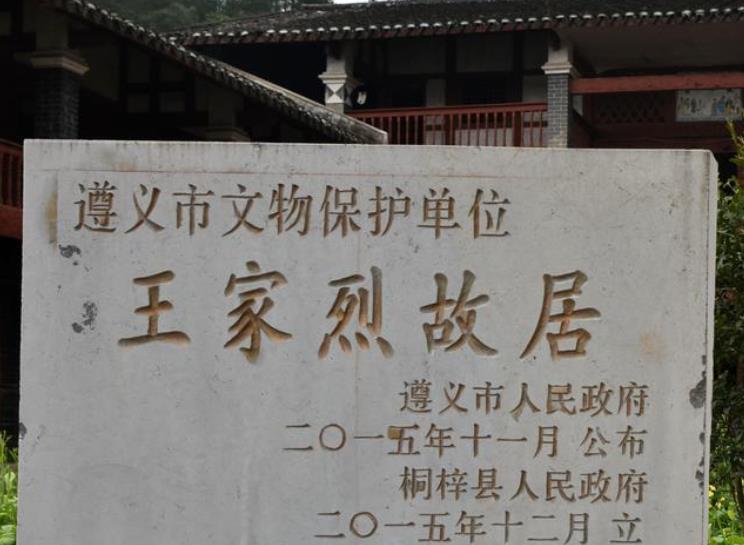 遵义市文物保护单位
王家烈故居
遵义市人民政府
二〇一五年十一月 公布
桐梓县人民政府
二〇一五年十二月 立